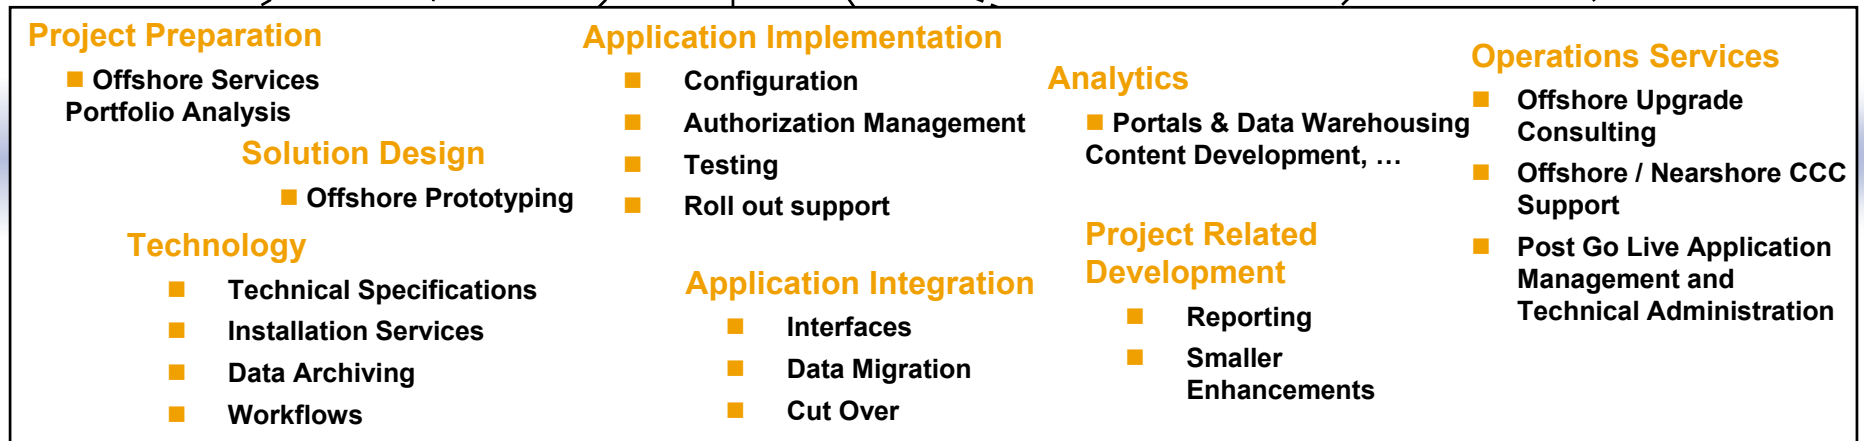 Project Preparation
■ Offshore Services
Portfolio Analysis
Solution Design
■ Offshore Prototyping
Technology
■ Technical Specifications
■ Installation Services
■ Data Archiving
■ Workflows
Application Implementation
■ Configuration
■ Authorization Management
■ Testing
■ Roll out support
Application Integration
■ Interfaces
■ Data Migration
■ Cut Over
Analytics
■ Portals & Data Warehousing
Content Development, …
Project Related
Development
■ Reporting
■ Smaller
Enhancements
Operations Services
■ Offshore Upgrade
Consulting
■ Offshore / Nearshore CCC
Support
■ Post Go Live Application
Management and
Technical Administration